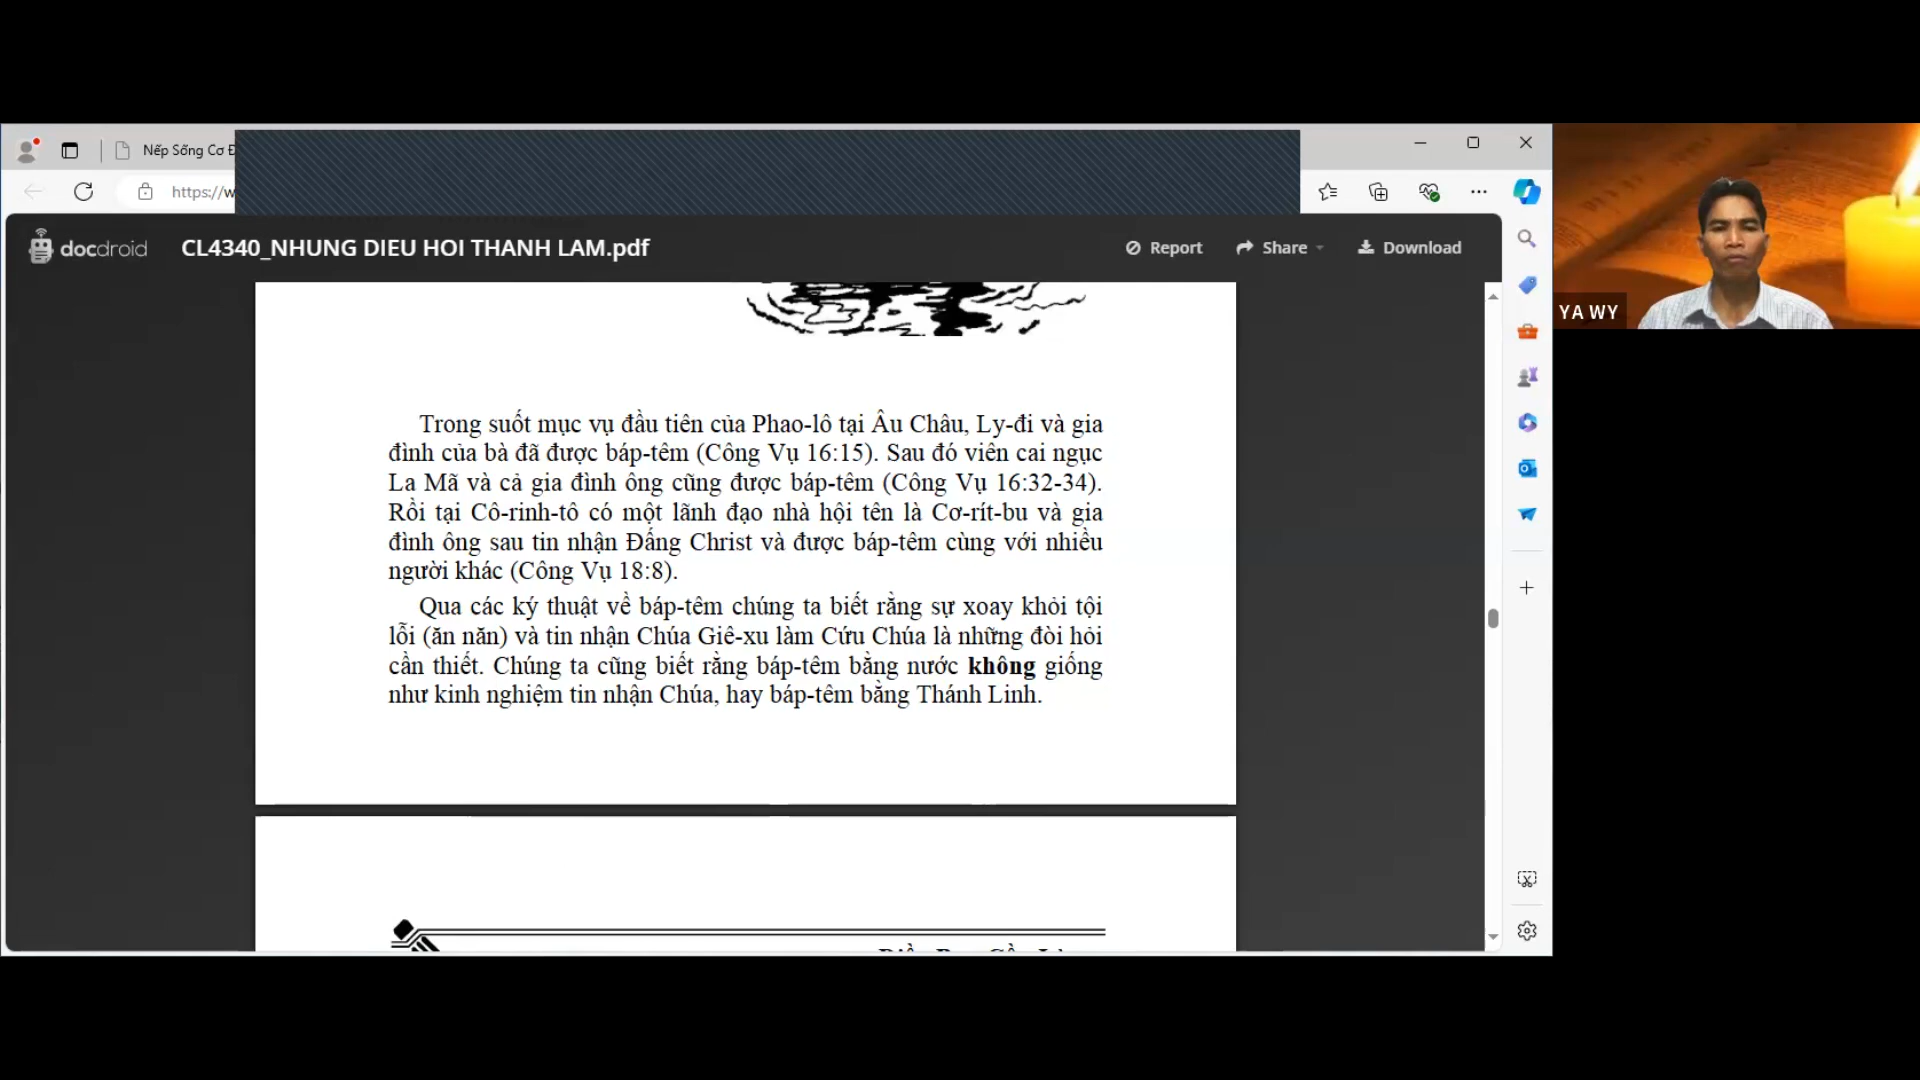 Nếp Sống Cơ Đ
https://w
docdroid
CL4340_NHUNG DIEU HOI THANH LAM.pdf
Report
Share
Download
YA WY
Trong suốt mục vụ đầu tiên của Phao-lô tại Âu Châu, Ly-đi và gia
đình của bà đã được báp-têm (Công Vụ 16:15). Sau đó viên cai ngục
La Mã và cả gia đình ông cũng được báp-têm (Công Vụ 16:32-34).
Rồi tại Cô-rinh-tô có một lãnh đạo nhà hội tên là Cơ-rít-bu và gia
đình ông sau tin nhận Đấng Christ và được báp-têm cùng với nhiều
người khác (Công Vụ 18:8).
Qua các ký thuật về báp-têm chúng ta biết rằng sự xoay khỏi tội
lỗi (ăn năn) và tin nhận Chúa Giê-xu làm Cứu Chúa là những đòi hỏi
cần thiết. Chúng ta cũng biết rằng báp-têm bằng nước không giống
như kinh nghiệm tin nhận Chúa, hay báp-têm bằng Thánh Linh.